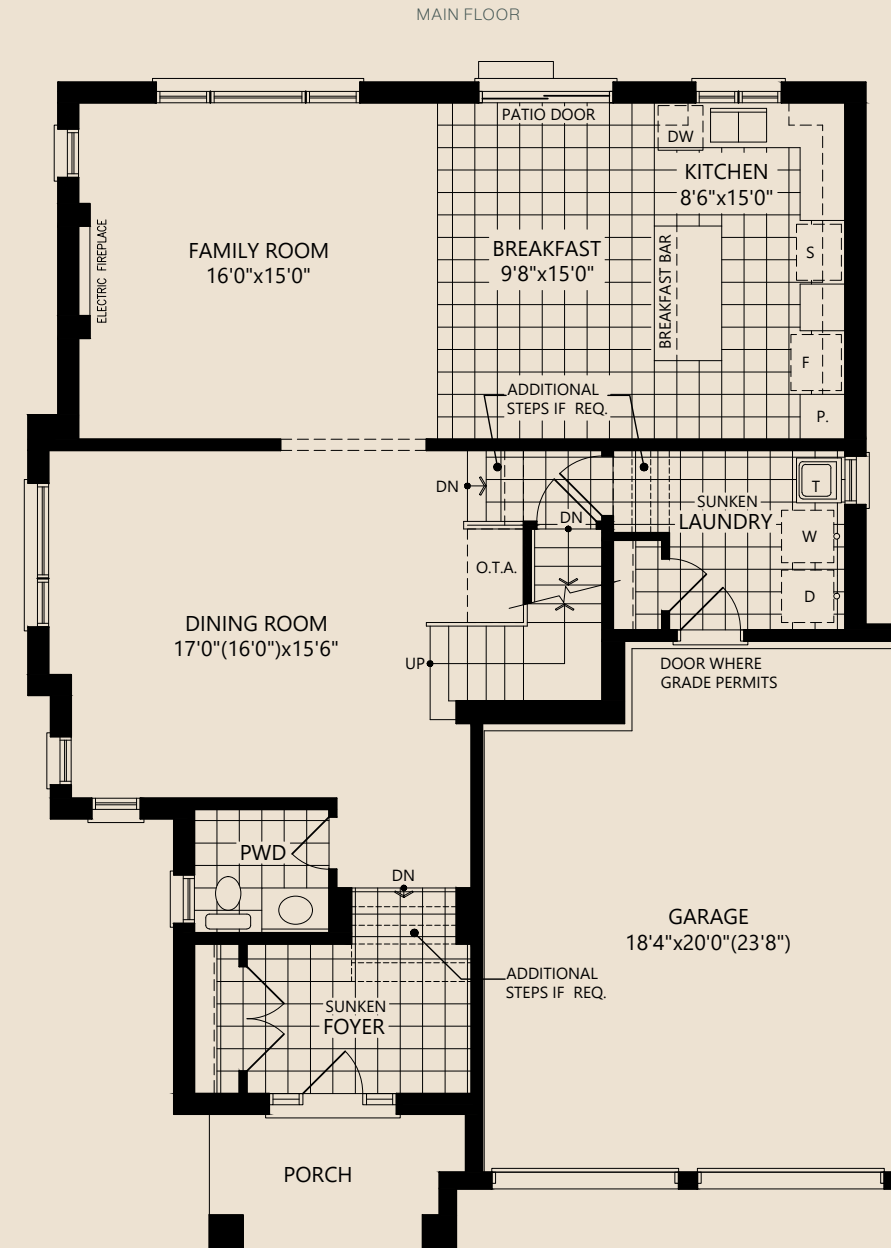 MAIN FLOOR
PATIO DOOR
DW
KITCHEN
8'6"x15'0"
FAMILY ROOM
16'0"x15'0"
ELECTRIC FIREPLACE
BREAKFAST
9'8"x15'0"
BREAKFAST BAR
S
F
P.
ADDITIONAL
STEPS IF REQ.
DN
DN
SUNKEN
LAUNDRY
T
W
D
O.T.A.
DINING ROOM
17'0"(16'0")x15'6"
UP
DOOR WHERE
GRADE PERMITS
PWD
DN
GARAGE
18'4"x20'0"(23'8")
ADDITIONAL
STEPS IF REQ.
SUNKEN
FOYER
PORCH